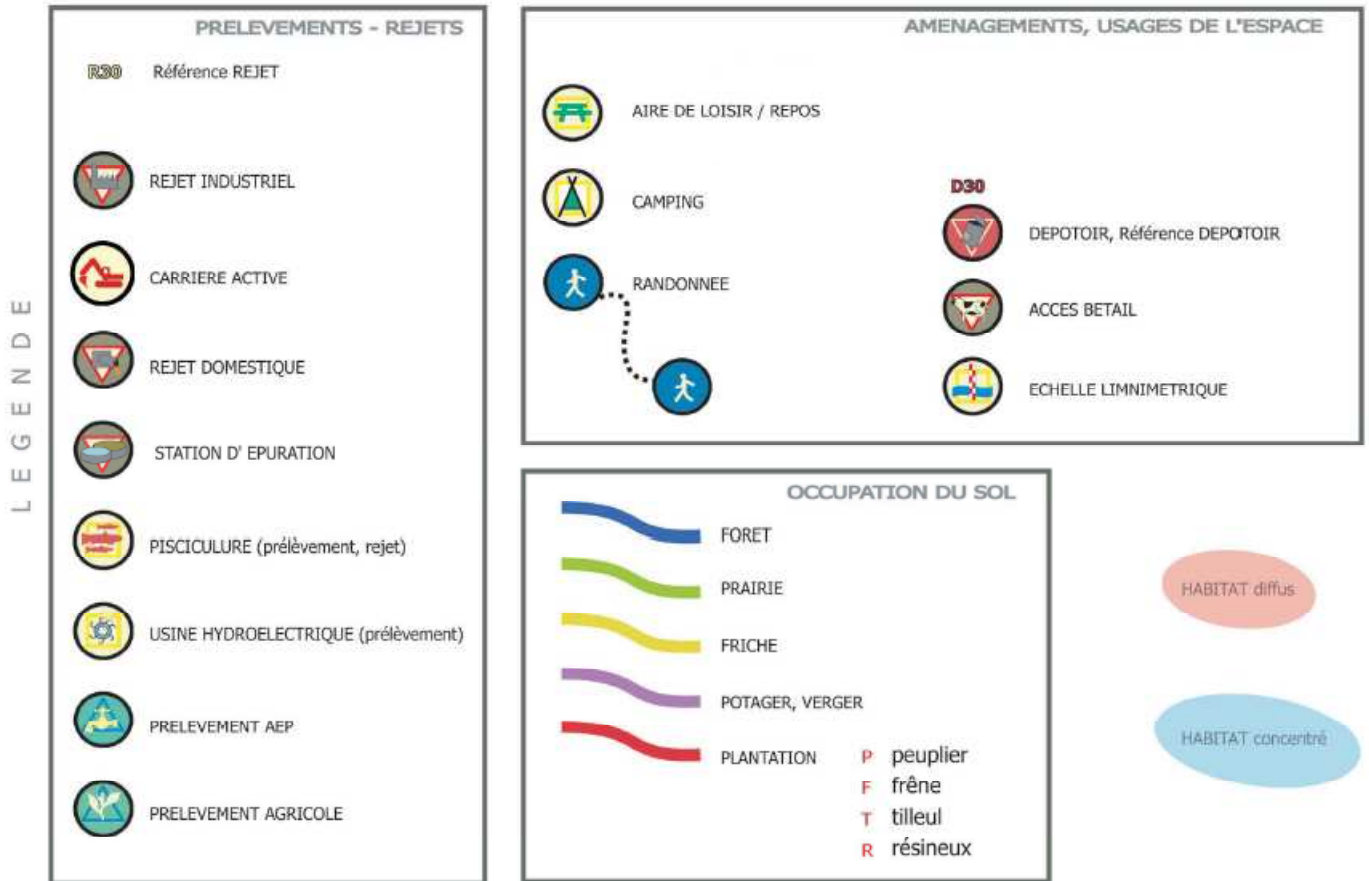 LEGENDE
PRELEVEMENTS - REJETS
R30 Référence REJET
REJET INDUSTRIEL
CARRIERE ACTIVE
REJET DOMESTIQUE
STATION D' EPURATION
PISCICULURE (prélèvement, rejet)
USINE HYDROELECTRIQUE (prélèvement)
PRELEVEMENT AEP
PRELEVEMENT AGRICOLE
AMENAGEMENTS, USAGES DE L'ESPACE
AIRE DE LOISIR / REPOS
CAMPING
RANDONNEE
D30
DEPOTOIR, Référence DEPOTOIR
ACCES BETAIL
ECHELLE LIMNIMETRIQUE
OCCUPATION DU SOL
FORET
PRAIRIE
FRICHE
POTAGER, VERGER
PLANTATION
P peuplier
F frêne
T tilleul
R résineux
HABITAT diffus
HABITAT concentré